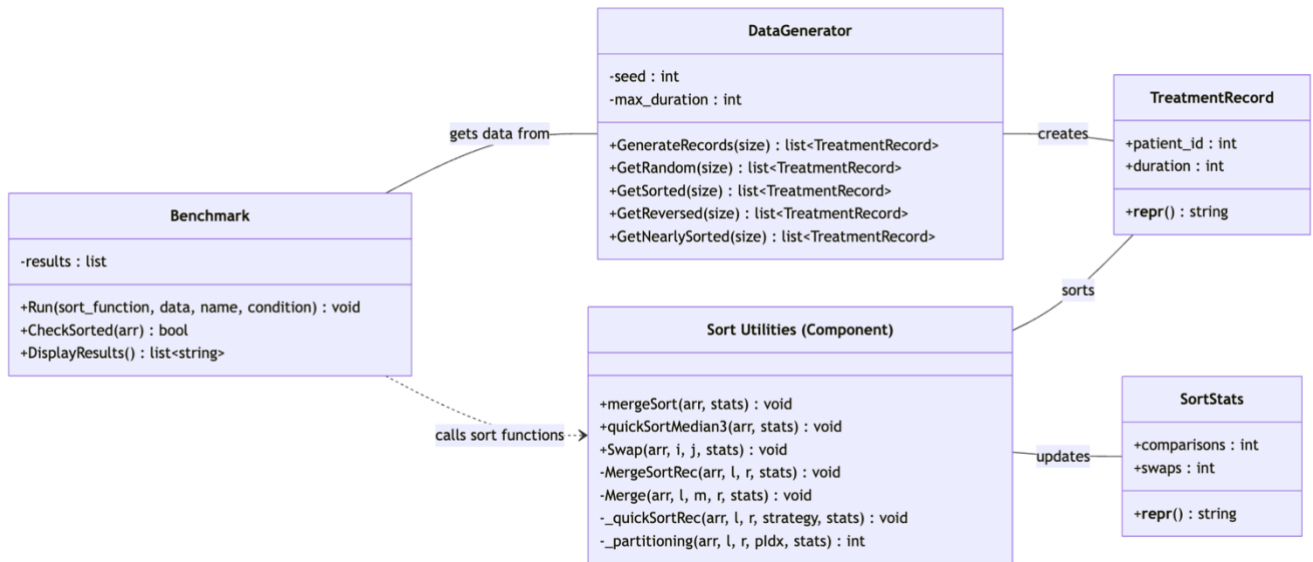 DataGenerator
-seed : int
-max_duration : int
+GenerateRecords(size) : list<TreatmentRecord>
+GetRandom(size) : list<TreatmentRecord>
+GetSorted(size) : list<TreatmentRecord>
+GetReversed(size) : list<TreatmentRecord>
+GetNearlySorted(size) : list<TreatmentRecord>
gets data from
creates
TreatmentRecord
+patient_id : int
+duration : int
+repr() : string
Benchmark
-results : list
+Run(sort_function, data, name, condition) : void
+CheckSorted(arr) : bool
+DisplayResults() : list<string>
sorts
calls sort functions
Sort Utilities (Component)
+mergeSort(arr, stats) : void
+quickSortMedian3(arr, stats) : void
+Swap(arr, i, j, stats) : void
-MergeSortRec(arr, l, r, stats) : void
-Merge(arr, l, m, r, stats) : void
-_quickSortRec(arr, l, r, strategy, stats) : void
-_partitioning(arr, l, r, pIdx, stats) : int
updates
SortStats
+comparisons : int
+swaps : int
+repr() : string